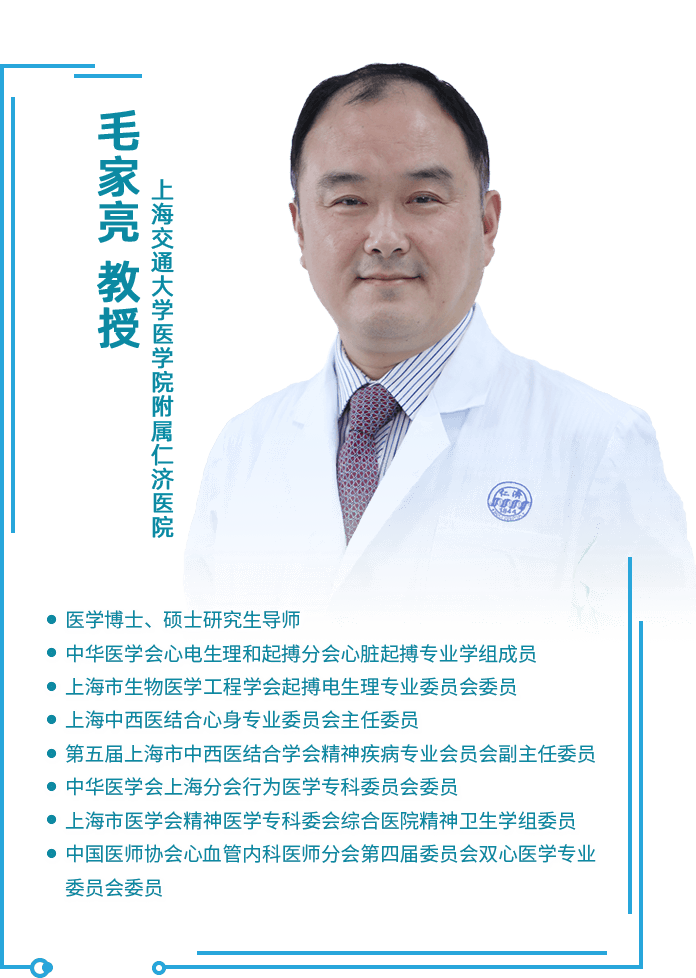 毛家亮 教授
上海交通大学医学院附属仁济医院
仁济
医学博士、硕士研究生导师
中华医学会心电生理和起搏分会心脏起搏专业学组成员
上海市生物医学工程学会起搏电生理专业委员会委员
上海中西医结合心身专业委员会主任委员
第五届上海市中西医结合学会精神疾病专业会员会副主任委员
中华医学会上海分会行为医学专科委员会委员
上海市医学会精神医学专科委会综合医院精神卫生学组委员
中国医师协会心血管内科医师分会第四届委员会双心医学专业
委员会委员